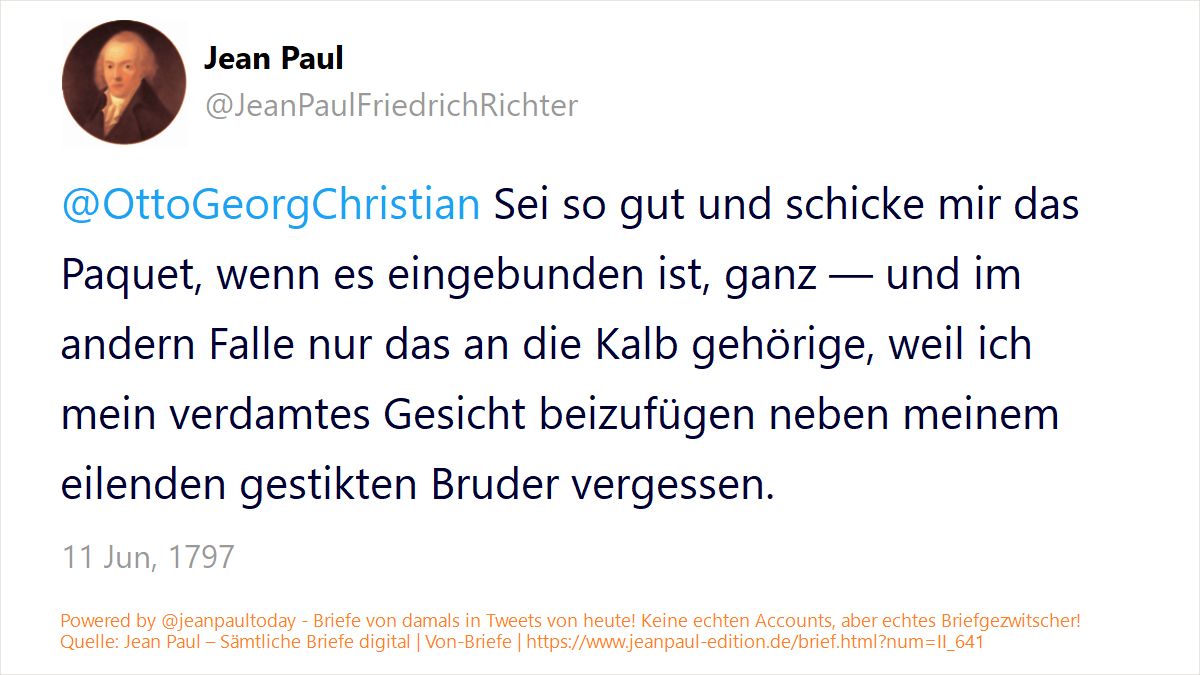 Jean Paul
@JeanPaulFriedrichRichter
@OttoGeorgChristian Sei so gut und schicke mir das
Paquet, wenn es eingebunden ist, ganz — und im
andern Falle nur das an die Kalb gehörige, weil ich
mein verdamtes Gesicht beizufügen neben meinem
eilenden gestikten Bruder vergessen.
11 Jun, 1797
Powered by @jeanpaultoday - Briefe von damals in Tweets von heute! Keine echten Accounts, aber echtes Briefgezwitscher!
Quelle: Jean Paul – Sämtliche Briefe digital | Von-Briefe | https://www.jeanpaul-edition.de/brief.html?num=II_641